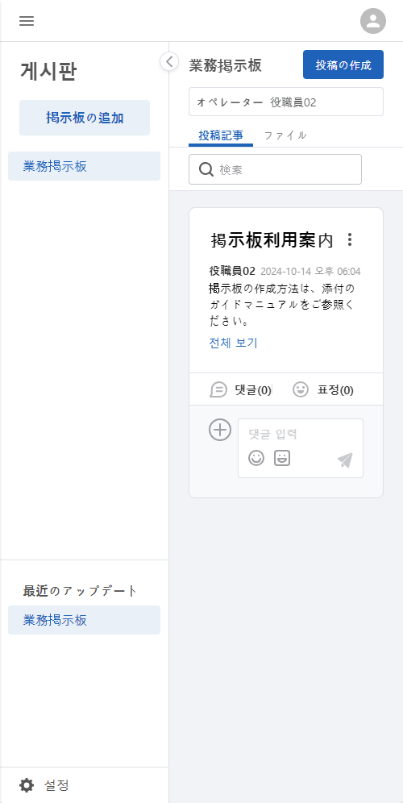 게시판
掲示板の追加
業務掲示板
最近のアップデート
業務掲示板
설정
業務掲示板
投稿の作成
オペレーター 役職員02
投稿記事 ファイル
検索
掲示板利用案内
役職員02 2024-10-14 오후 06:04
掲示板の作成方法は、添付の
ガイドマニュアルをご参照く
ださい。
전체 보기
댓글(0) 표정(0)
댓글 입력